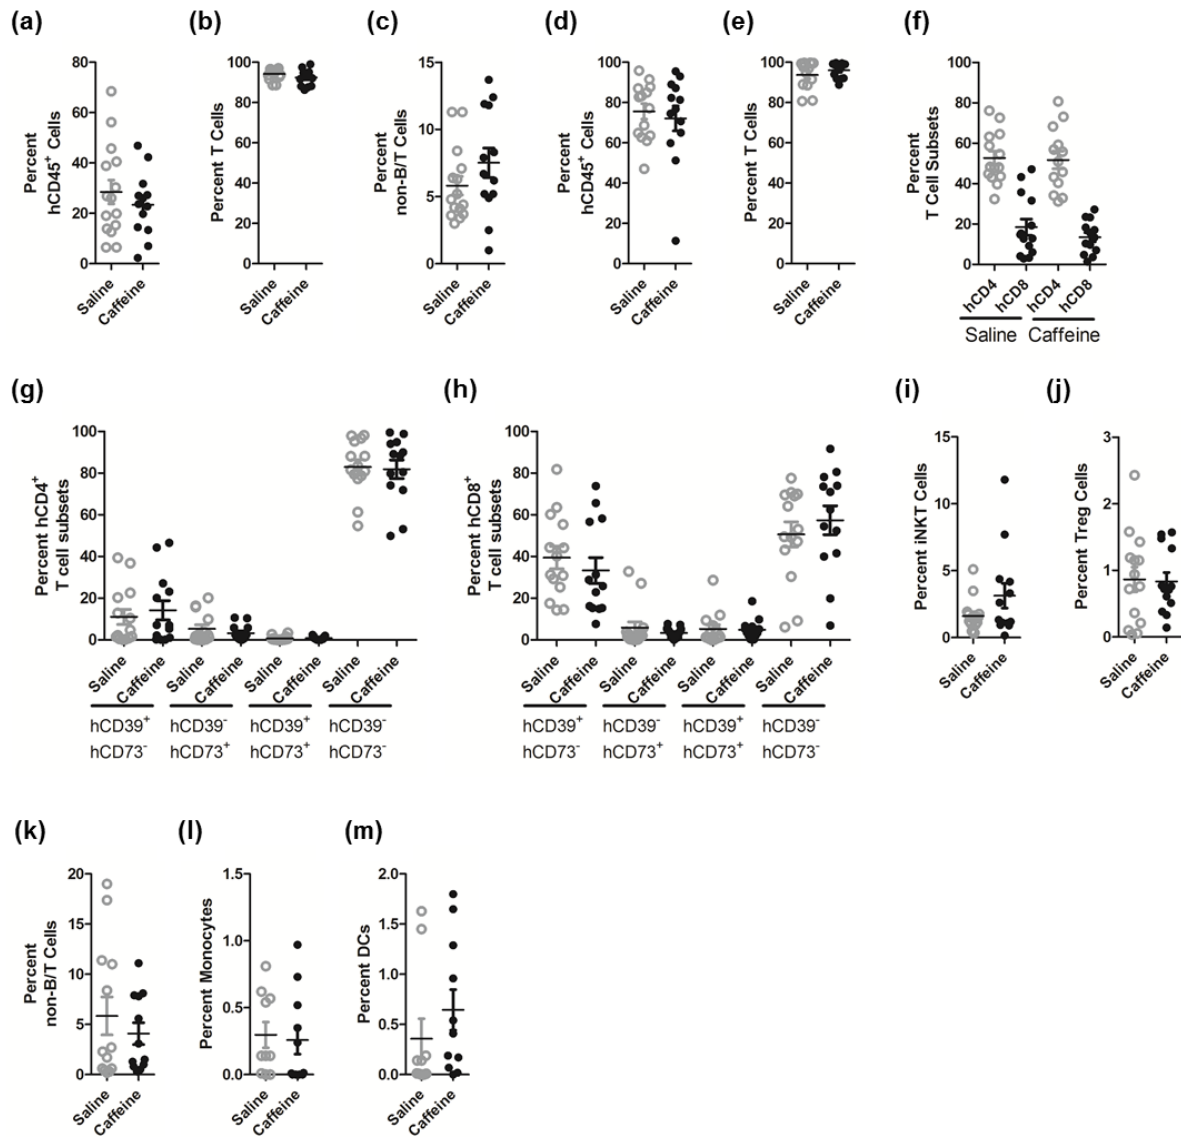 (a)
(b)
(c)
(d)
(e)
(f)
Percent
hCD45⁺ Cells
80
60
40
20
0
Saline
Caffeine
Percent T Cells
100
80
60
40
20
0
Saline
Caffeine
Percent
non-B/T Cells
15
10
5
0
Saline
Caffeine
Percent
hCD45⁺ Cells
100
80
60
40
20
0
Saline
Caffeine
Percent T Cells
100
80
60
40
20
0
Saline
Caffeine
Percent
T Cell Subsets
100
80
60
40
20
0
hCD4
hCD8
hCD4
hCD8
Saline
Caffeine
(g)
(h)
(i)
(j)
Percent hCD4⁺
T cell subsets
100
80
60
40
20
0
Saline
Caffeine
Saline
Caffeine
Saline
Caffeine
Saline
Caffeine
hCD39⁺ hCD39⁻ hCD39⁺ hCD39⁻
hCD73⁻ hCD73⁺ hCD73⁺ hCD73⁻
Percent hCD8⁺
T cell subsets
100
80
60
40
20
0
Saline
Caffeine
Saline
Caffeine
Saline
Caffeine
Saline
Caffeine
hCD39⁺ hCD39⁻ hCD39⁺ hCD39⁻
hCD73⁻ hCD73⁺ hCD73⁺ hCD73⁻
Percent iNKT Cells
15
10
5
0
Saline
Caffeine
Percent Treg Cells
3
2
1
0
Saline
Caffeine
(k)
(l)
(m)
Percent
non-B/T Cells
20
15
10
5
0
Saline
Caffeine
Percent Monocytes
1.5
1.0
0.5
0.0
Saline
Caffeine
Percent DCs
2.0
1.5
1.0
0.5
0.0
Saline
Caffeine